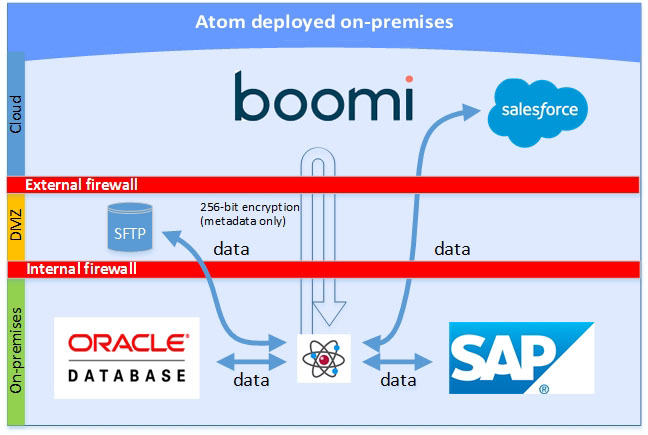 Atom deployed on-premises
Cloud
boomi
salesforce
External firewall
DMZ
SFTP
256-bit encryption
(metadata only)
data
data
Internal firewall
On-premises
ORACLE®
DATABASE
data
data
SAP®